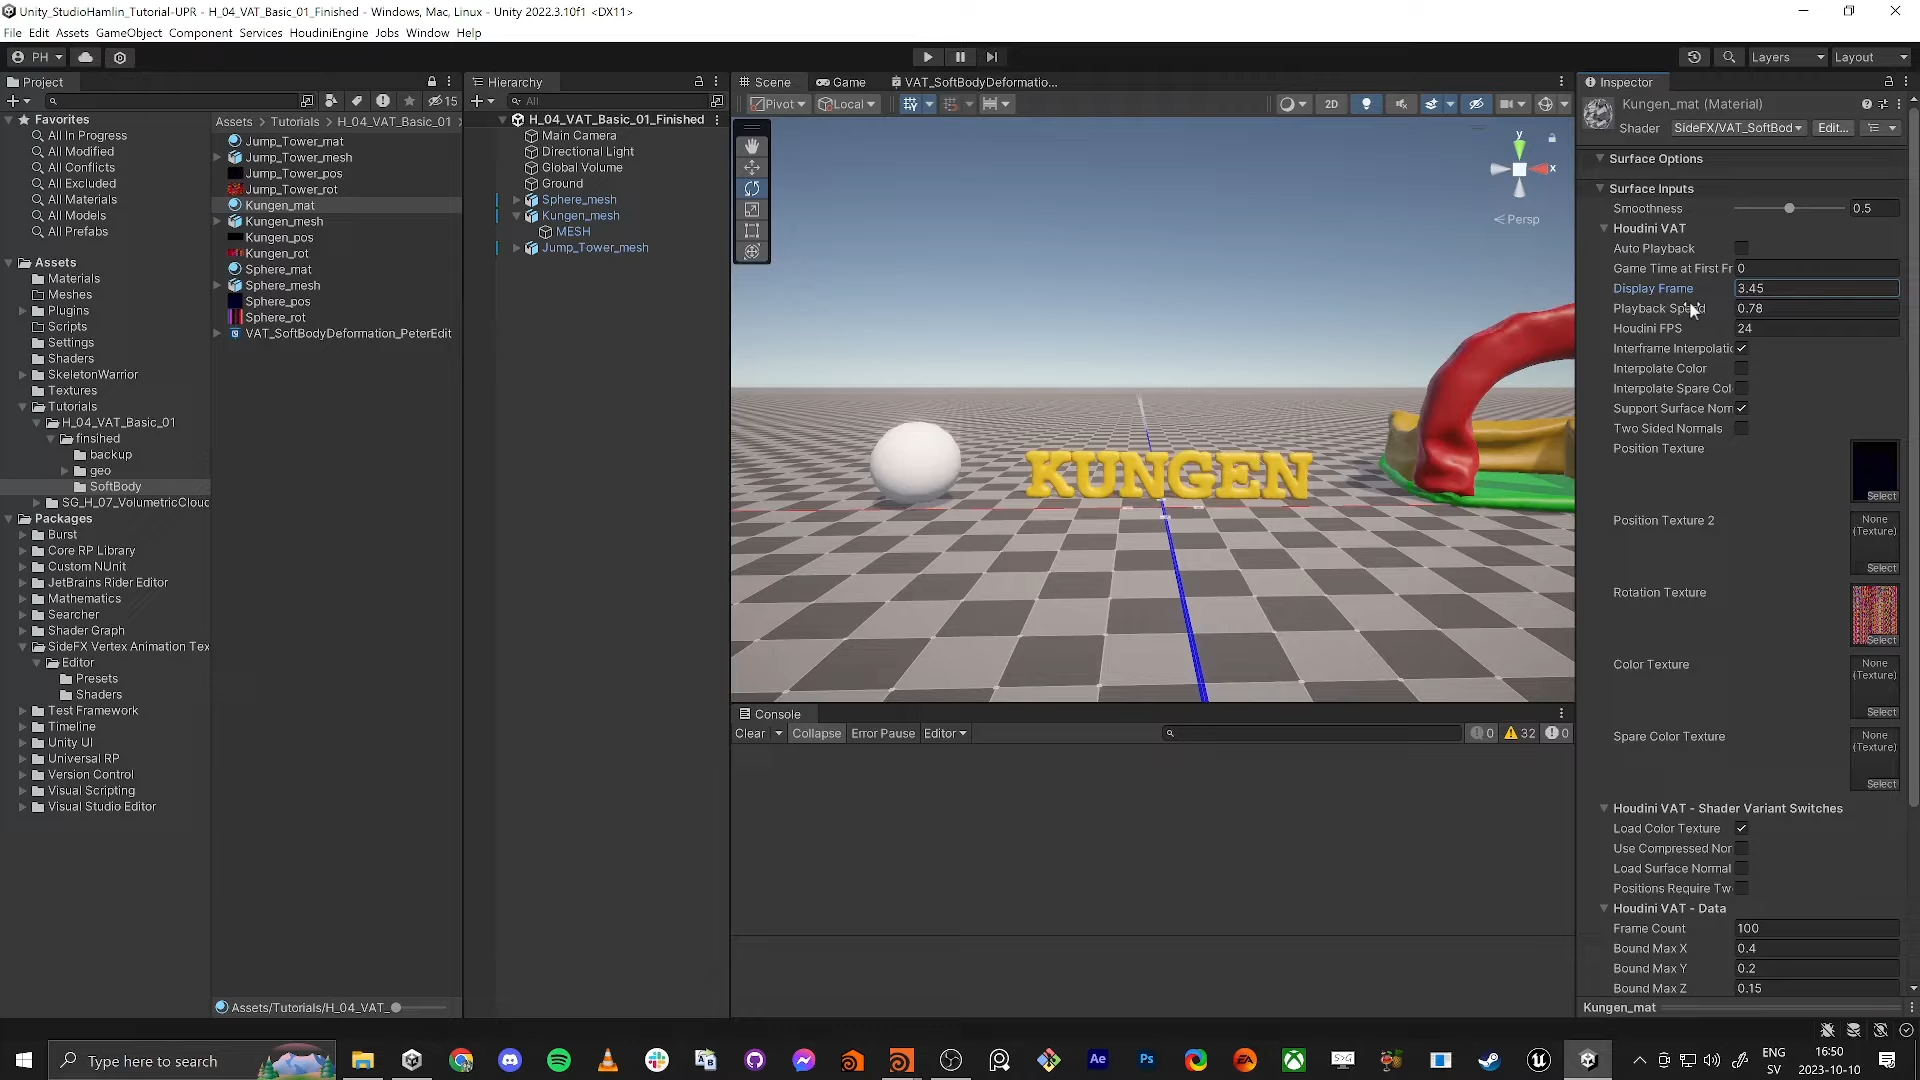 Unity_StudioHamlin_Tutorial-UPR - H_04_VAT_Basic_01_Finished - Windows, Mac, Linux - Unity 2022.3.10f1 <DX11>
File Edit Assets GameObject Component Services HoudiniEngine Jobs Window Help
PH
Layers
Layout
Project
15
Favorites
All In Progress
All Modified
All Conflicts
All Excluded
All Materials
All Models
All Prefabs
Assets
Materials
Meshes
Plugins
Scripts
Settings
Shaders
SkeletonWarrior
Textures
Tutorials
H_04_VAT_Basic_01
finsihed
backup
geo
SoftBody
SG_H_07_VolumetricClouc
Packages
Burst
Core RP Library
Custom NUnit
JetBrains Rider Editor
Mathematics
Searcher
Shader Graph
SideFX Vertex Animation Tex
Editor
Presets
Shaders
Test Framework
Timeline
Unity UI
Universal RP
Version Control
Visual Scripting
Visual Studio Editor
Assets > Tutorials > H_04_VAT_Basic_01 >
Jump_Tower_mat
Jump_Tower_mesh
Jump_Tower_pos
Jump_Tower_rot
Kungen_mat
Kungen_mesh
Kungen_pos
Kungen_rot
Sphere_mat
Sphere_mesh
Sphere_pos
Sphere_rot
VAT_SoftBodyDeformation_PeterEdit
Assets/Tutorials/H_04_VAT_
Hierarchy
All
H_04_VAT_Basic_01_Finished
Main Camera
Directional Light
Global Volume
Ground
Sphere_mesh
Kungen_mesh
MESH
Jump_Tower_mesh
Scene Game VAT_SoftBodyDeformatio...
Pivot Local 2D
y
x
< Persp
KUNGEN
Console
Clear Collapse Error Pause Editor 0 32 0
Inspector
Kungen_mat (Material)
Shader SideFX/VAT_SoftBod Edit...
Surface Options
Surface Inputs
Smoothness 0.5
Houdini VAT
Auto Playback
Game Time at First Fr 0
Display Frame 3.45
Playback Speed 0.78
Houdini FPS 24
Interframe Interpolatic
Interpolate Color
Interpolate Spare Col
Support Surface Norn
Two Sided Normals
Position Texture
Select
Position Texture 2
None
(Texture)
Select
Rotation Texture
Select
Color Texture
None
(Texture)
Select
Spare Color Texture
None
(Texture)
Select
Houdini VAT - Shader Variant Switches
Load Color Texture
Use Compressed Nor
Load Surface Normal
Positions Require Tw
Houdini VAT - Data
Frame Count 100
Bound Max X 0.4
Bound Max Y 0.2
Bound Max Z 0.15
Kungen_mat
Type here to search
Ae
Ps
EA
ENG
SV
16:50
2023-10-10